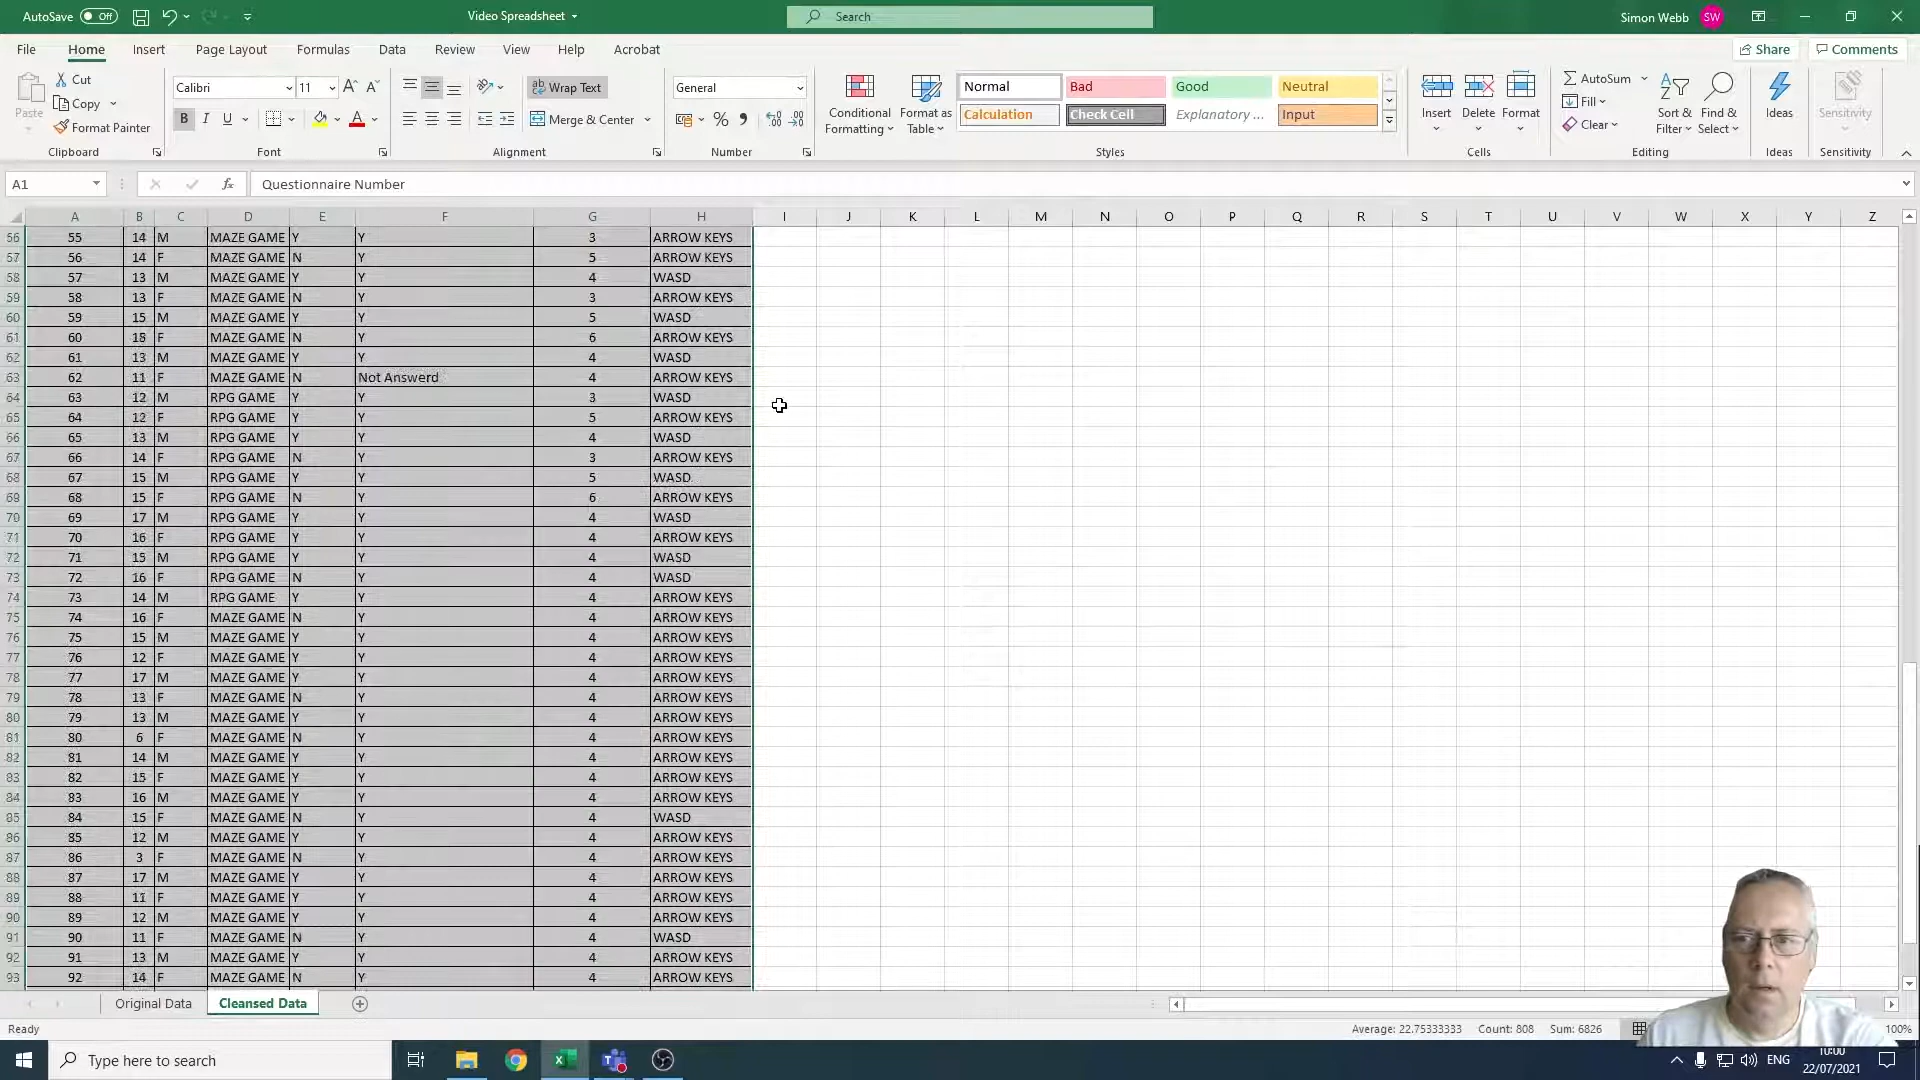 AutoSave Off Video Spreadsheet Search Simon Webb SW
File Home Insert Page Layout Formulas Data Review View Help Acrobat Share Comments
Paste Cut Copy Format Painter Clipboard
Calibri 11 B I U Font
Wrap Text Merge & Center Alignment
General Number
Conditional Formatting Format as Table
Normal Bad Good Neutral
Calculation Check Cell Explanatory ... Input
Styles
Insert Delete Format Cells
AutoSum Fill Clear Sort & Filter Find & Select Editing
Ideas Ideas
Sensitivity Sensitivity
A1 Questionnaire Number
A B C D E F G H I J K L M N O P Q R S T U V W X Y Z
56 55 14 M MAZE GAME Y Y 3 ARROW KEYS
57 56 14 F MAZE GAME N Y 5 ARROW KEYS
58 57 13 M MAZE GAME Y Y 4 WASD
59 58 13 F MAZE GAME N Y 3 ARROW KEYS
60 59 15 M MAZE GAME Y Y 5 WASD
61 60 15 F MAZE GAME N Y 6 ARROW KEYS
62 61 13 M MAZE GAME Y Y 4 WASD
63 62 11 F MAZE GAME N Not Answerd 4 ARROW KEYS
64 63 12 M RPG GAME Y Y 3 WASD
65 64 12 F RPG GAME Y Y 5 ARROW KEYS
66 65 13 M RPG GAME Y Y 4 WASD
67 66 14 F RPG GAME N Y 3 ARROW KEYS
68 67 15 M RPG GAME Y Y 5 WASD
69 68 15 F RPG GAME N Y 6 ARROW KEYS
70 69 17 M RPG GAME Y Y 4 WASD
71 70 16 F RPG GAME Y Y 4 ARROW KEYS
72 71 15 M RPG GAME Y Y 4 WASD
73 72 16 F RPG GAME N Y 4 WASD
74 73 14 M RPG GAME Y Y 4 ARROW KEYS
75 74 16 F MAZE GAME N Y 4 ARROW KEYS
76 75 15 M MAZE GAME Y Y 4 ARROW KEYS
77 76 12 F MAZE GAME Y Y 4 ARROW KEYS
78 77 17 M MAZE GAME Y Y 4 ARROW KEYS
79 78 13 F MAZE GAME N Y 4 ARROW KEYS
80 79 13 M MAZE GAME Y Y 4 ARROW KEYS
81 80 6 F MAZE GAME N Y 4 ARROW KEYS
82 81 14 M MAZE GAME Y Y 4 ARROW KEYS
83 82 15 F MAZE GAME Y Y 4 ARROW KEYS
84 83 16 M MAZE GAME Y Y 4 ARROW KEYS
85 84 15 F MAZE GAME N Y 4 WASD
86 85 12 M MAZE GAME Y Y 4 ARROW KEYS
87 86 3 F MAZE GAME N Y 4 ARROW KEYS
88 87 17 M MAZE GAME Y Y 4 ARROW KEYS
89 88 11 F MAZE GAME Y Y 4 ARROW KEYS
90 89 12 M MAZE GAME Y Y 4 ARROW KEYS
91 90 11 F MAZE GAME N Y 4 WASD
92 91 13 M MAZE GAME Y Y 4 ARROW KEYS
93 92 14 F MAZE GAME N Y 4 ARROW KEYS
Original Data Cleansed Data
Ready Average: 22.75333333 Count: 808 Sum: 6826 100%
Type here to search ENG 10:00
22/07/2021